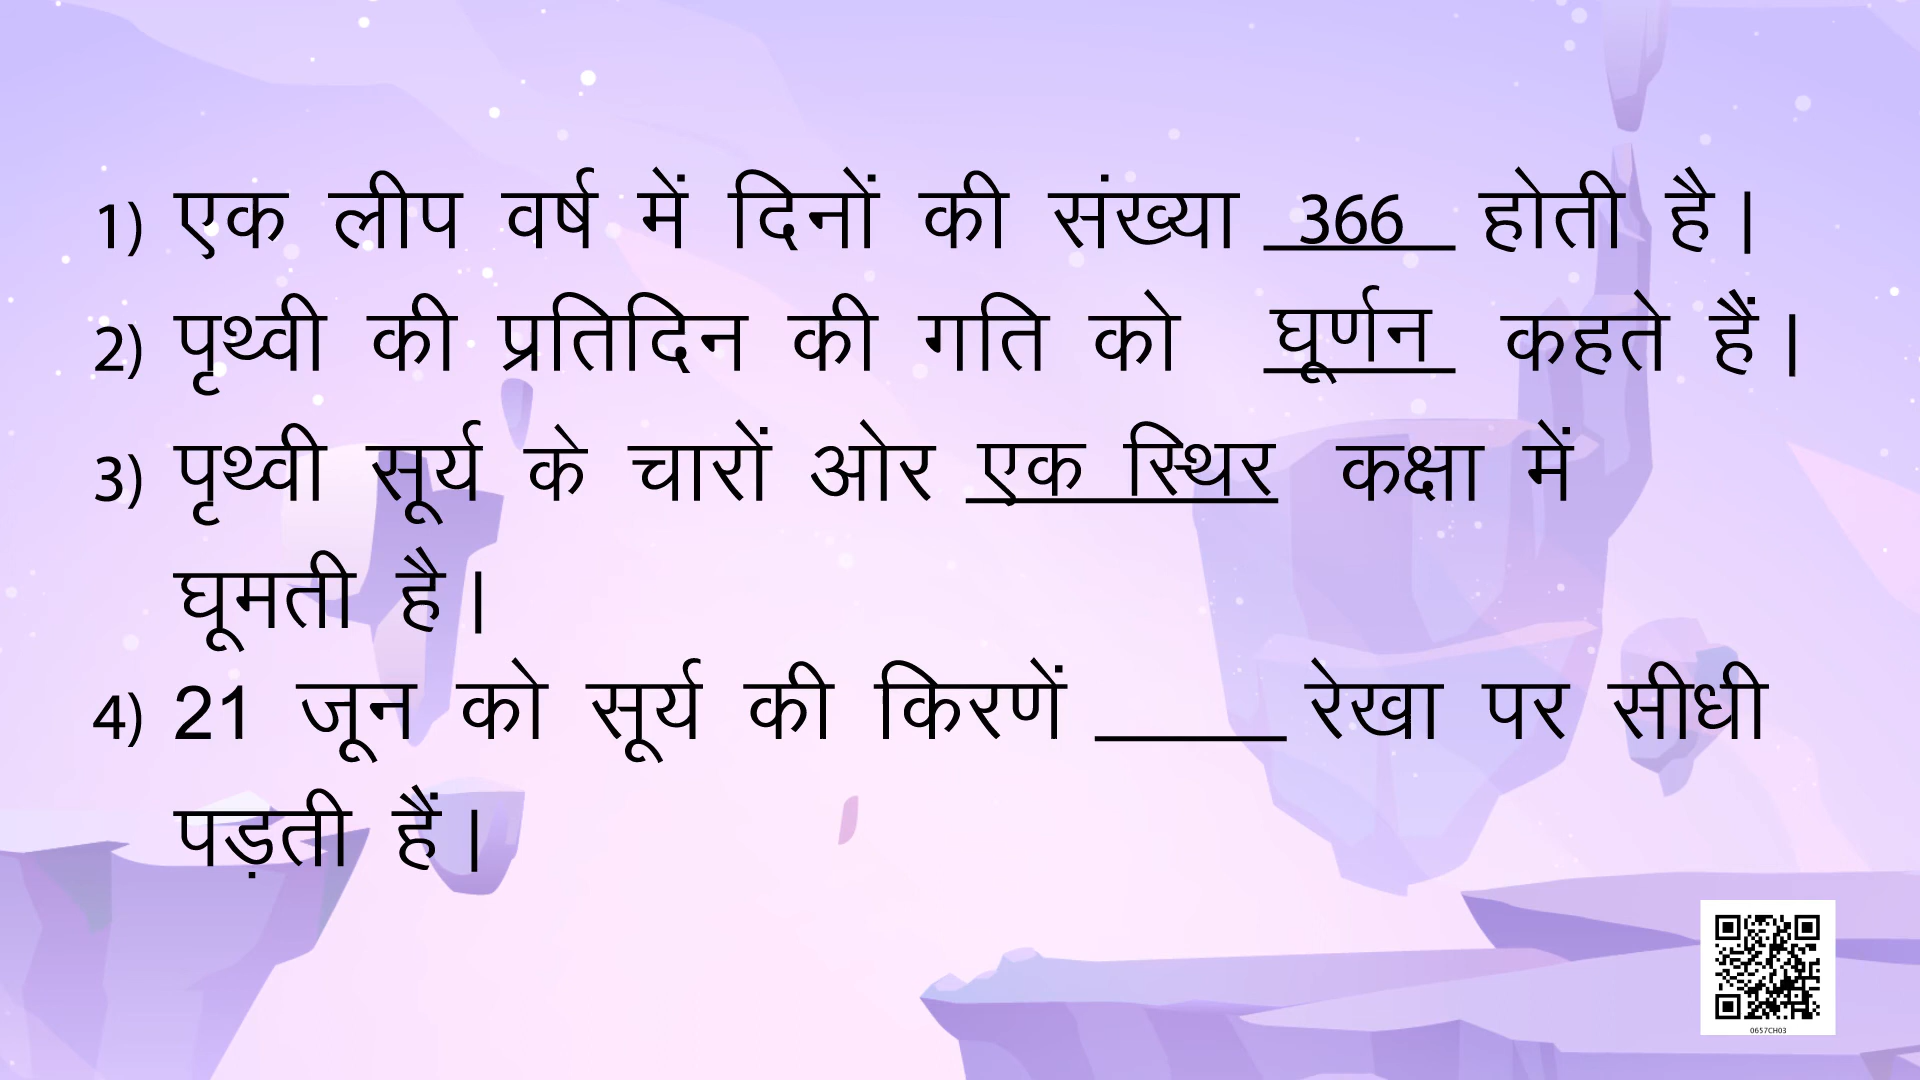 1) एक लीप वर्ष में दिनों की संख्या 366 होती है।
2) पृथ्वी की प्रतिदिन की गति को घूर्णन कहते हैं।
3) पृथ्वी सूर्य के चारों ओर एक स्थिर कक्षा में
घूमती है।
4) 21 जून को सूर्य की किरणें _____ रेखा पर सीधी
पड़ती हैं।
0657CH03